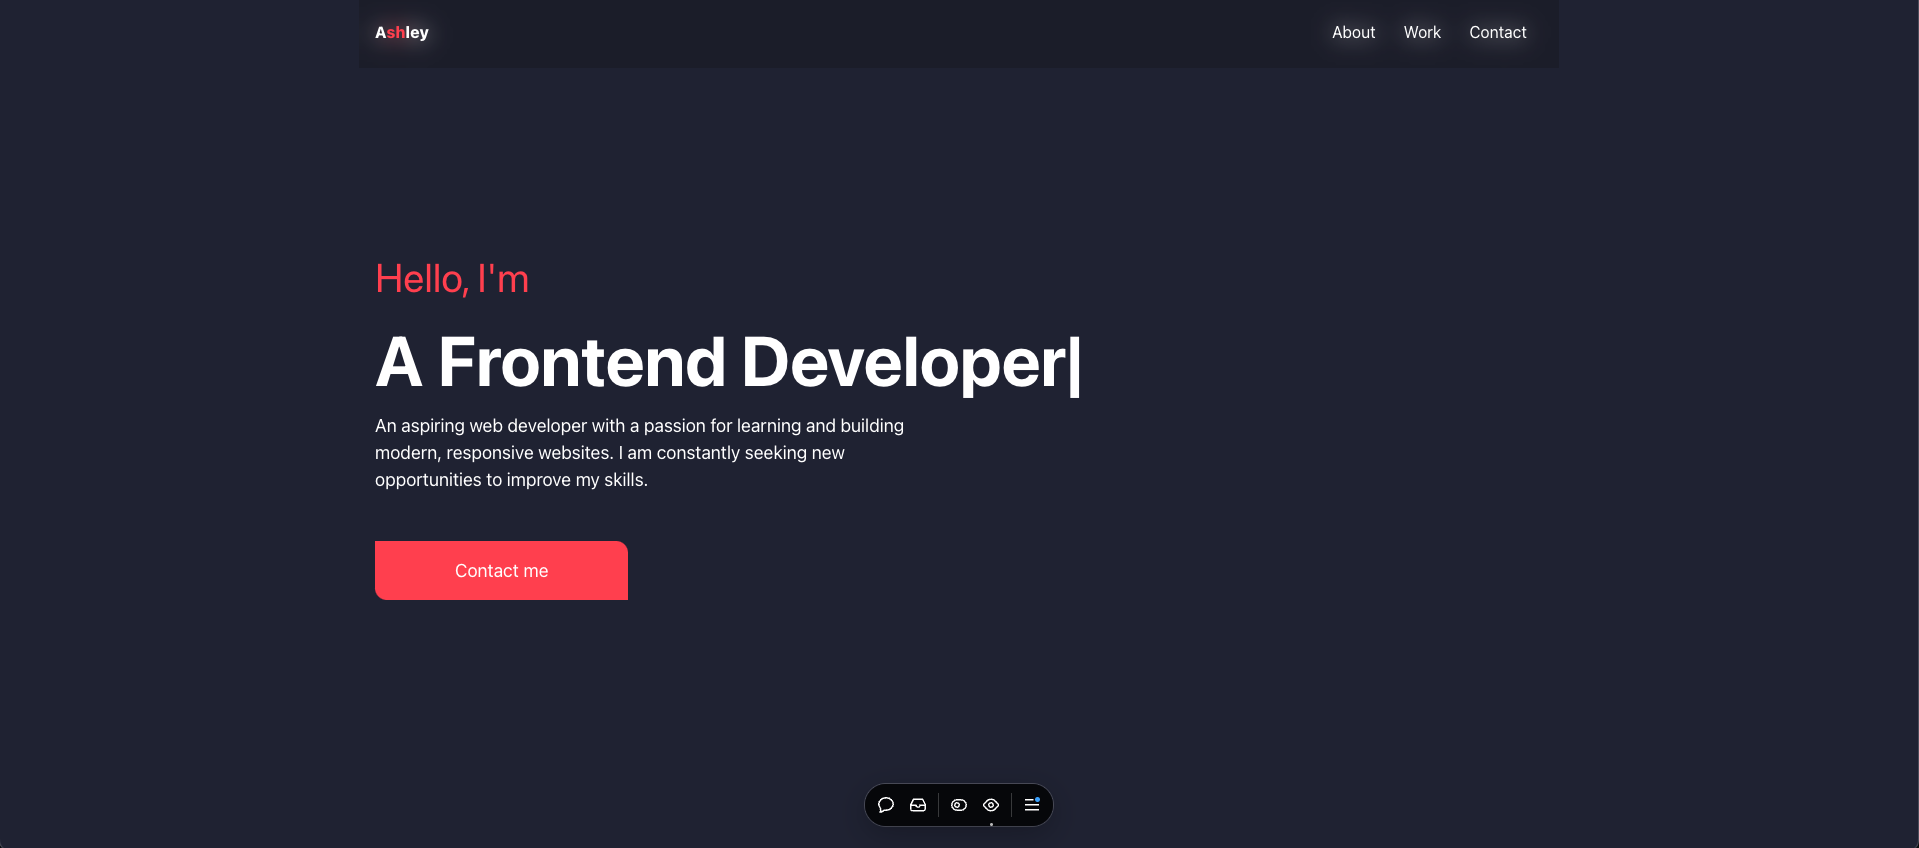 Ashley
About Work Contact
Hello, I'm
A Frontend Developer|
An aspiring web developer with a passion for learning and building
modern, responsive websites. I am constantly seeking new
opportunities to improve my skills.
Contact me